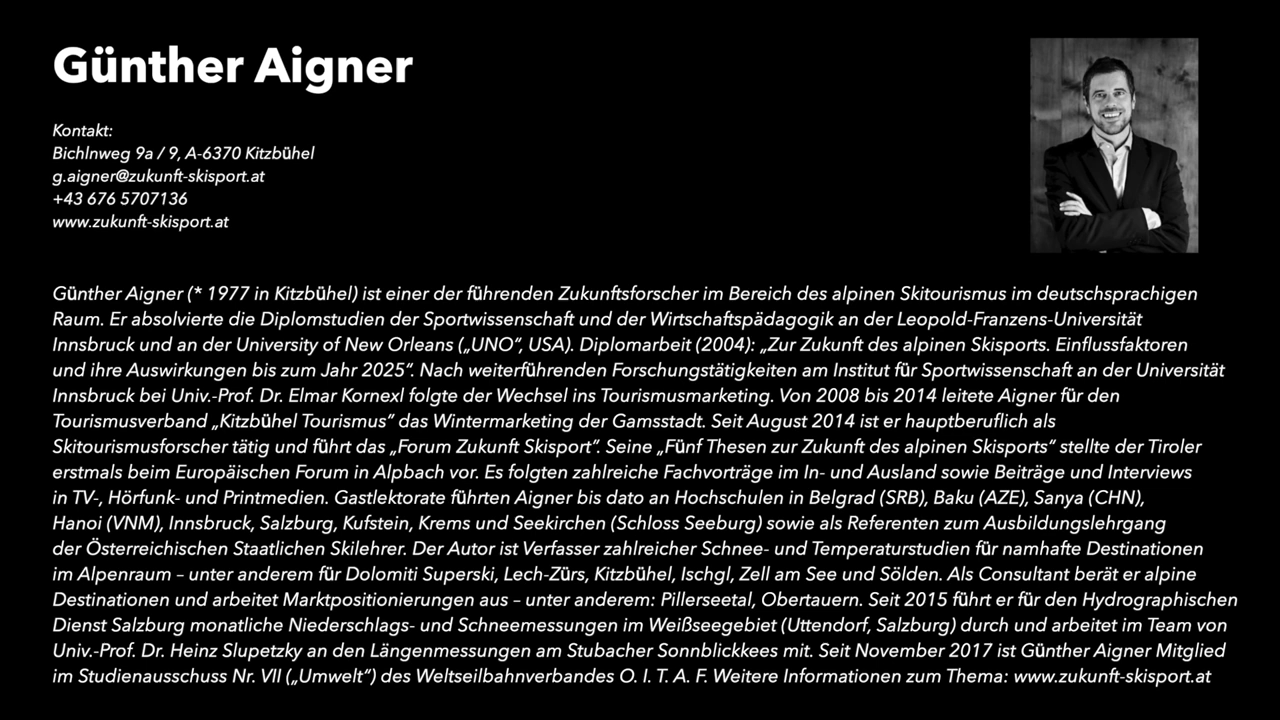 Günther Aigner
Kontakt:
Bichlnweg 9a / 9, A-6370 Kitzbühel
g.aigner@zukunft-skisport.at
+43 676 5707136
www.zukunft-skisport.at
Günther Aigner (* 1977 in Kitzbühel) ist einer der führenden Zukunftsforscher im Bereich des alpinen Skitourismus im deutschsprachigen
Raum. Er absolvierte die Diplomstudien der Sportwissenschaft und der Wirtschaftspädagogik an der Leopold-Franzens-Universität
Innsbruck und an der University of New Orleans („UNO“, USA). Diplomarbeit (2004): „Zur Zukunft des alpinen Skisports. Einflussfaktoren
und ihre Auswirkungen bis zum Jahr 2025“. Nach weiterführenden Forschungstätigkeiten am Institut für Sportwissenschaft an der Universität
Innsbruck bei Univ.-Prof. Dr. Elmar Kornexl folgte der Wechsel ins Tourismusmarketing. Von 2008 bis 2014 leitete Aigner für den
Tourismusverband „Kitzbühel Tourismus“ das Wintermarketing der Gamsstadt. Seit August 2014 ist er hauptberuflich als
Skitourismusforscher tätig und führt das „Forum Zukunft Skisport“. Seine „Fünf Thesen zur Zukunft des alpinen Skisports“ stellte der Tiroler
erstmals beim Europäischen Forum in Alpbach vor. Es folgten zahlreiche Fachvorträge im In- und Ausland sowie Beiträge und Interviews
in TV-, Hörfunk- und Printmedien. Gastlektorate führten Aigner bis dato an Hochschulen in Belgrad (SRB), Baku (AZE), Sanya (CHN),
Hanoi (VNM), Innsbruck, Salzburg, Kufstein, Krems und Seekirchen (Schloss Seeburg) sowie als Referenten zum Ausbildungslehrgang
der Österreichischen Staatlichen Skilehrer. Der Autor ist Verfasser zahlreicher Schnee- und Temperaturstudien für namhafte Destinationen
im Alpenraum – unter anderem für Dolomiti Superski, Lech-Zürs, Kitzbühel, Ischgl, Zell am See und Sölden. Als Consultant berät er alpine
Destinationen und arbeitet Marktpositionierungen aus – unter anderem: Pillerseetal, Obertauern. Seit 2015 führt er für den Hydrographischen
Dienst Salzburg monatliche Niederschlags- und Schneemessungen im Weißseegebiet (Uttendorf, Salzburg) durch und arbeitet im Team von
Univ.-Prof. Dr. Heinz Slupetzky an den Längenmessungen am Stubacher Sonnblickkees mit. Seit November 2017 ist Günther Aigner Mitglied
im Studienausschuss Nr. VII („Umwelt“) des Weltseilbahnverbandes O. I. T. A. F. Weitere Informationen zum Thema: www.zukunft-skisport.at